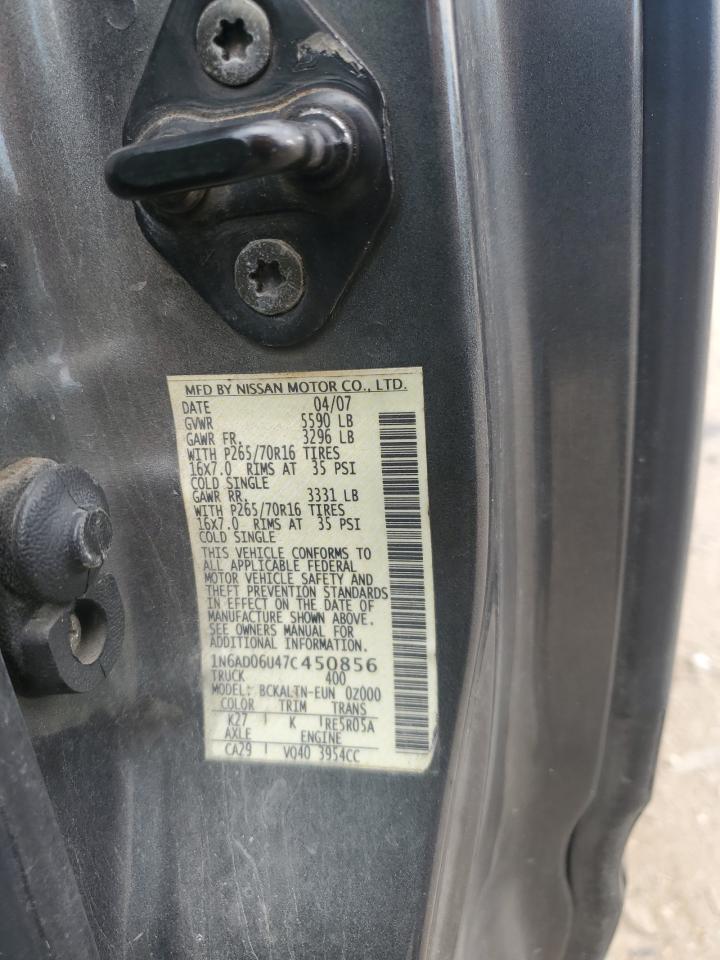 MFD BY NISSAN MOTOR CO., LTD.
DATE 04/07
GVWR 5590 LB
GAWR FR. 3296 LB
WITH P265/70R16 TIRES
16X7.0 RIMS AT 35 PSI
COLD SINGLE
GAWR RR. 3331 LB
WITH P265/70R16 TIRES
16X7.0 RIMS AT 35 PSI
COLD SINGLE
THIS VEHICLE CONFORMS TO
ALL APPLICABLE FEDERAL
MOTOR VEHICLE SAFETY AND
THEFT PREVENTION STANDARDS
IN EFFECT ON THE DATE OF
MANUFACTURE SHOWN ABOVE.
SEE OWNERS MANUAL FOR
ADDITIONAL INFORMATION.
1N6AD06U47C450856
TRUCK 400
MODEL: BCKALTN-EUN 0Z000
COLOR TRIM TRANS
K27 K RE5R05A
AXLE ENGINE
CA29 VQ40 3954CC